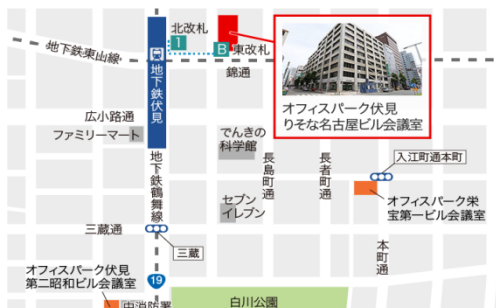 北改札
1
B
東改札
地下鉄東山線
地下鉄伏見
錦通
オフィスパーク伏見
りそな名古屋ビル会議室
広小路通
ファミリーマート
でんきの
科学館
長島町通
長者町通
入江町通本町
地下鉄鶴舞線
セブン
イレブン
オフィスパーク栄
宝第一ビル会議室
三蔵通
三蔵
本町通
オフィスパーク伏見
第二昭和ビル会議室
19
中消防署
白川公園